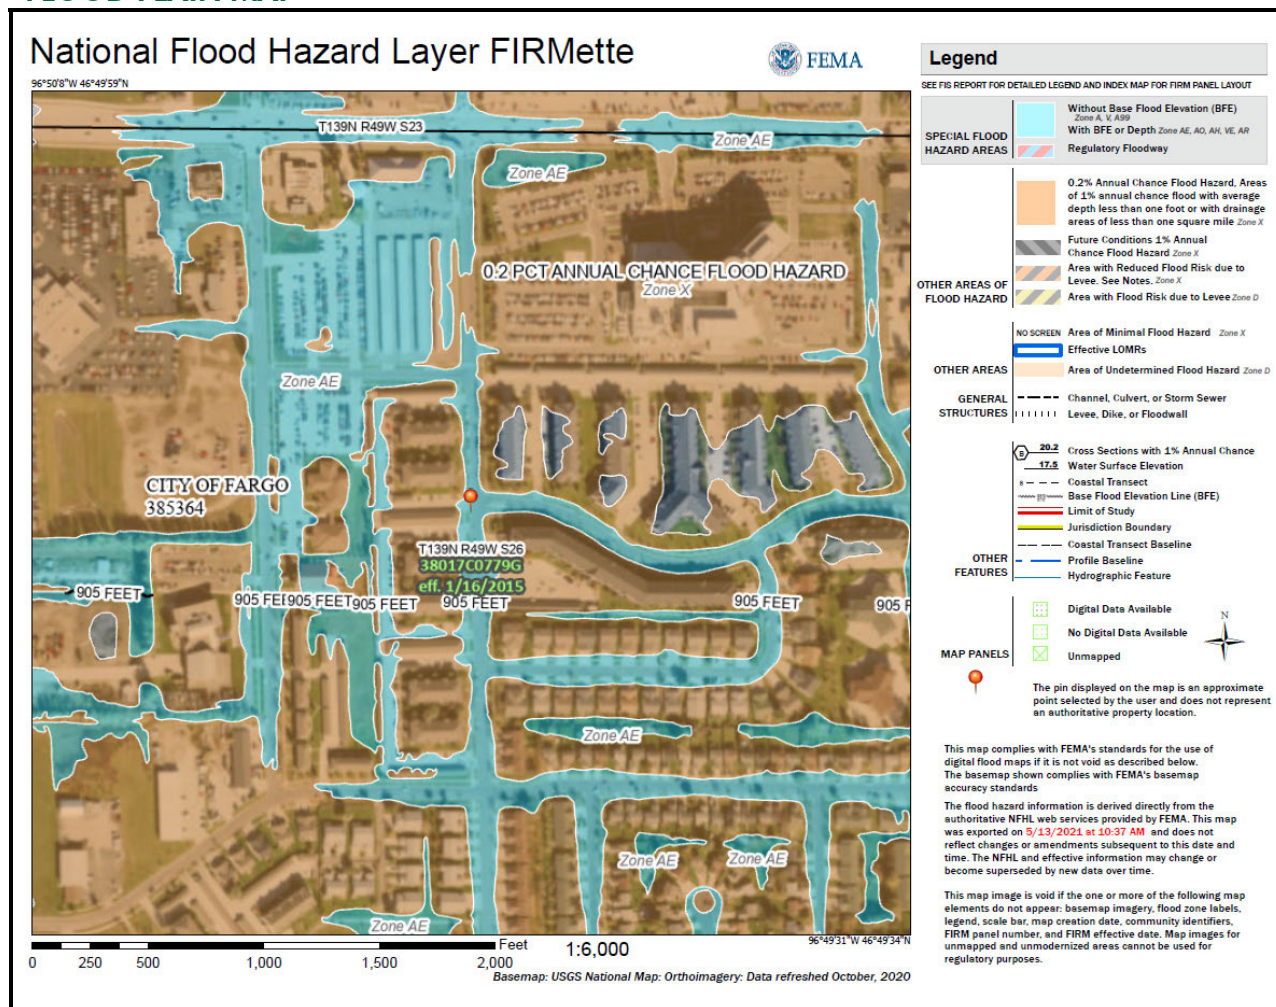 National Flood Hazard Layer FIRMette
FEMA
96°50'8"W 46°49'59"N
T139N R49W S23
Zone AE
Zone AE
0.2 PCT ANNUAL CHANCE FLOOD HAZARD
Zone X
Zone AE
CITY OF FARGO
385364
T139N R49W S26
38017C0779G
eff. 1/16/2015
905 FEET
905 FEET
905 FEET
905 FEET
905 FEET
Zone AE
Zone AE
Zone AE
Zone AE
96°49'31"W 46°49'34"N
Feet
1:6,000
0 250 500 1,000 1,500 2,000
Basemap: USGS National Map: Orthoimagery: Data refreshed October, 2020
Legend
SEE FIS REPORT FOR DETAILED LEGEND AND INDEX MAP FOR FIRM PANEL LAYOUT
SPECIAL FLOOD
HAZARD AREAS
Without Base Flood Elevation (BFE)
Zone A, V, A99
With BFE or Depth Zone AE, AO, AH, VE, AR
Regulatory Floodway
0.2% Annual Chance Flood Hazard, Areas
of 1% annual chance flood with average
depth less than one foot or with drainage
areas of less than one square mile Zone X
Future Conditions 1% Annual
Chance Flood Hazard Zone X
Area with Reduced Flood Risk due to
Levee. See Notes. Zone X
Area with Flood Risk due to Levee Zone D
OTHER AREAS OF
FLOOD HAZARD
NO SCREEN Area of Minimal Flood Hazard Zone X
Effective LOMRs
OTHER AREAS
Area of Undetermined Flood Hazard Zone D
GENERAL
STRUCTURES
Channel, Culvert, or Storm Sewer
Levee, Dike, or Floodwall
B 20.2 Cross Sections with 1% Annual Chance
17.5 Water Surface Elevation
8 Coastal Transect
Base Flood Elevation Line (BFE)
Limit of Study
Jurisdiction Boundary
Coastal Transect Baseline
OTHER
FEATURES
Profile Baseline
Hydrographic Feature
Digital Data Available
No Digital Data Available
N
MAP PANELS
Unmapped
The pin displayed on the map is an approximate
point selected by the user and does not represent
an authoritative property location.
This map complies with FEMA's standards for the use of
digital flood maps if it is not void as described below.
The basemap shown complies with FEMA's basemap
accuracy standards
The flood hazard information is derived directly from the
authoritative NFHL web services provided by FEMA. This map
was exported on 5/13/2021 at 10:37 AM and does not
reflect changes or amendments subsequent to this date and
time. The NFHL and effective information may change or
become superseded by new data over time.
This map image is void if the one or more of the following map
elements do not appear: basemap imagery, flood zone labels,
legend, scale bar, map creation date, community identifiers,
FIRM panel number, and FIRM effective date. Map images for
unmapped and unmodernized areas cannot be used for
regulatory purposes.